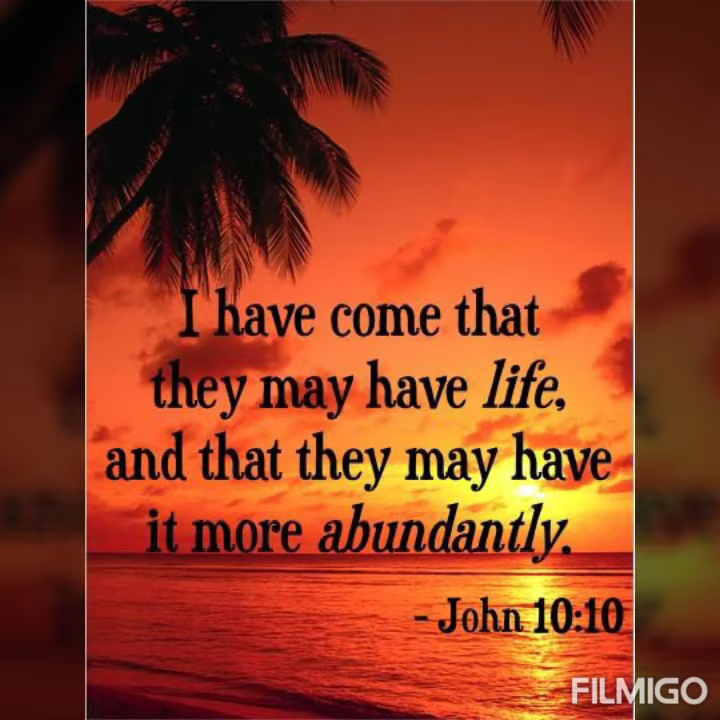 I have come that
they may have life,
and that they may have
it more abundantly.
- John 10:10
FILMIGO